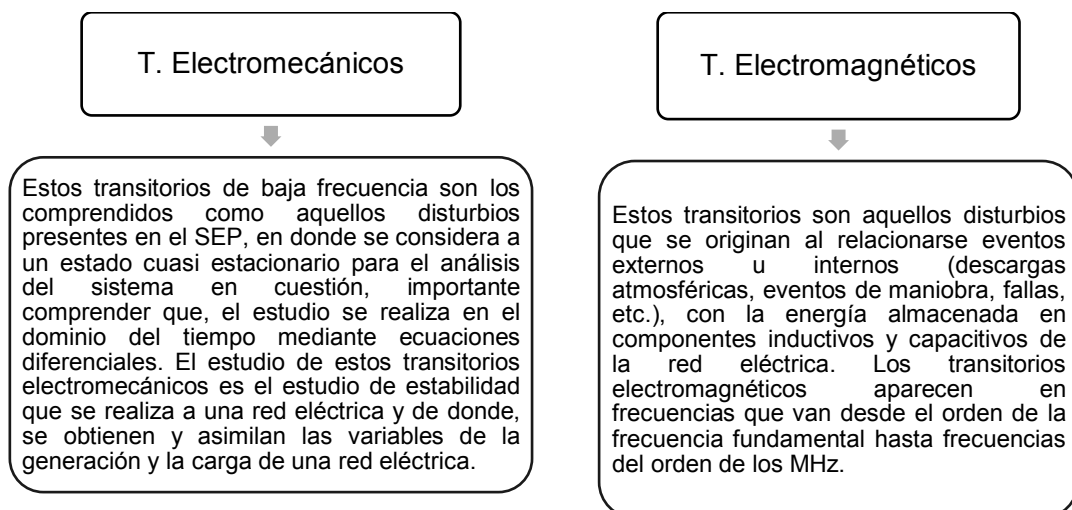 T. Electromecánicos
Estos transitorios de baja frecuencia son los
comprendidos como aquellos disturbios
presentes en el SEP, en donde se considera a
un estado cuasi estacionario para el análisis
del sistema en cuestión, importante
comprender que, el estudio se realiza en el
dominio del tiempo mediante ecuaciones
diferenciales. El estudio de estos transitorios
electromecánicos es el estudio de estabilidad
que se realiza a una red eléctrica y de donde,
se obtienen y asimilan las variables de la
generación y la carga de una red eléctrica.
T. Electromagnéticos
Estos transitorios son aquellos disturbios
que se originan al relacionarse eventos
externos u internos (descargas
atmosféricas, eventos de maniobra, fallas,
etc.), con la energía almacenada en
componentes inductivos y capacitivos de
la red eléctrica. Los transitorios
electromagnéticos aparecen en
frecuencias que van desde el orden de la
frecuencia fundamental hasta frecuencias
del orden de los MHz.